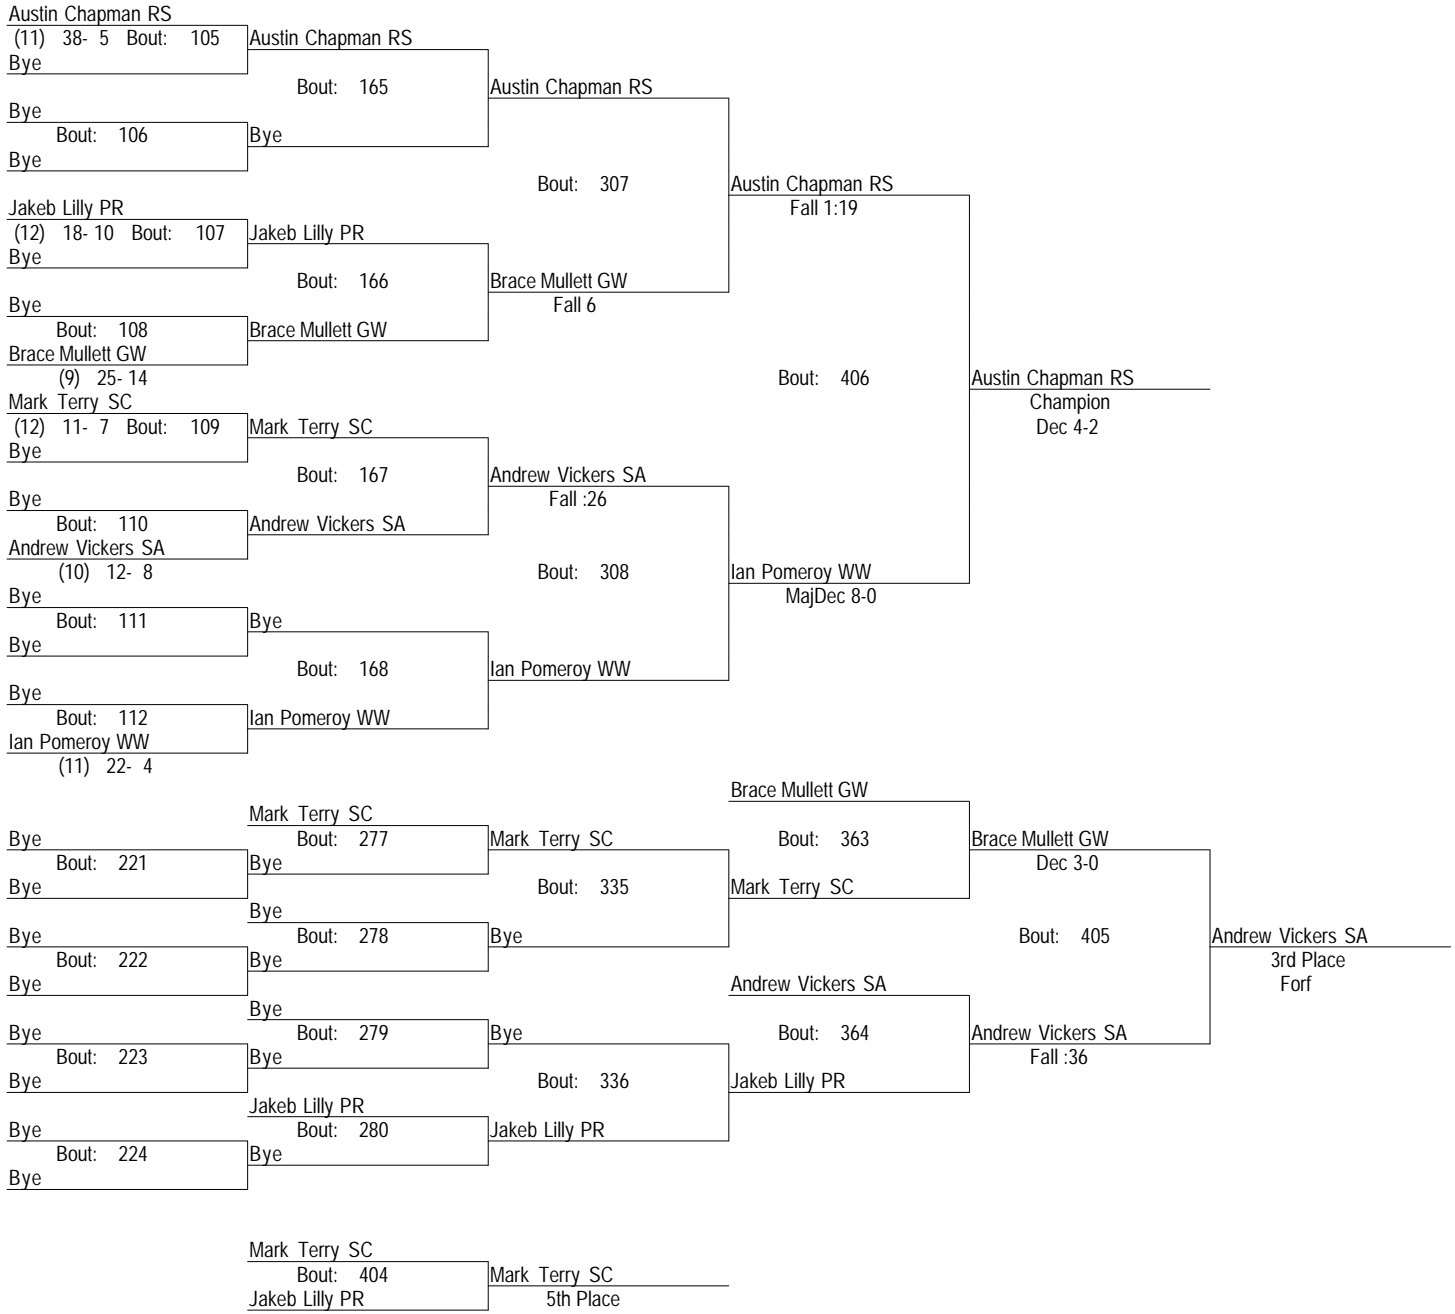 Austin Chapman RS
(11) 38- 5 Bout: 105 Austin Chapman RS
Bye
Bout: 165 Austin Chapman RS
Bye
Bout: 106 Bye
Bye
Bout: 307 Austin Chapman RS
Fall 1:19
Jakeb Lilly PR
(12) 18- 10 Bout: 107 Jakeb Lilly PR
Bye
Bout: 166 Brace Mullett GW
Bye Fall 6
Bout: 108 Brace Mullett GW
Brace Mullett GW
(9) 25- 14 Bout: 406 Austin Chapman RS
Mark Terry SC Champion
(12) 11- 7 Bout: 109 Mark Terry SC Dec 4-2
Bye
Bout: 167 Andrew Vickers SA
Bye Fall :26
Bout: 110 Andrew Vickers SA
Andrew Vickers SA
(10) 12- 8 Bout: 308 Ian Pomeroy WW
Bye MajDec 8-0
Bout: 111 Bye
Bye
Bout: 168 Ian Pomeroy WW
Bye
Bout: 112 Ian Pomeroy WW
Ian Pomeroy WW
(11) 22- 4
Brace Mullett GW
Mark Terry SC
Bye Bout: 277 Mark Terry SC Bout: 363 Brace Mullett GW
Bout: 221 Bye Dec 3-0
Bye Bout: 335 Mark Terry SC
Bye
Bye Bout: 278 Bye Bout: 405 Andrew Vickers SA
Bout: 222 Bye 3rd Place
Bye Andrew Vickers SA Forf
Bye
Bye Bout: 279 Bye Bout: 364 Andrew Vickers SA
Bout: 223 Bye Fall :36
Bye Bout: 336 Jakeb Lilly PR
Jakeb Lilly PR
Bye Bout: 280 Jakeb Lilly PR
Bout: 224 Bye
Bye
Mark Terry SC
Bout: 404 Mark Terry SC
Jakeb Lilly PR 5th Place